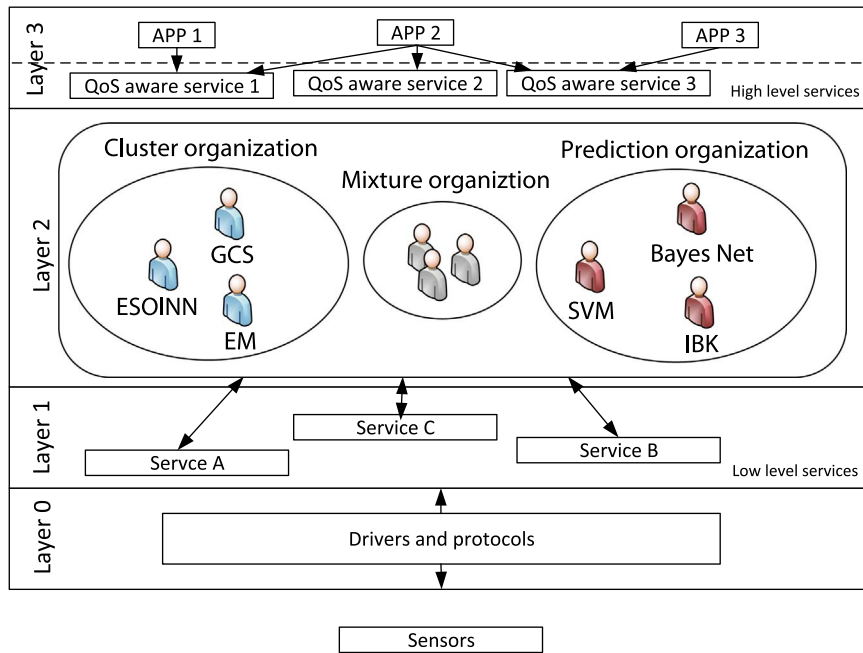 Layer 3
APP 1
APP 2
APP 3
QoS aware service 1
QoS aware service 2
QoS aware service 3
High level services
Layer 2
Cluster organization
Mixture organiztion
Prediction organization
GCS
ESOINN
EM
Bayes Net
SVM
IBK
Layer 1
Service C
Servce A
Service B
Low level services
Layer 0
Drivers and protocols
Sensors